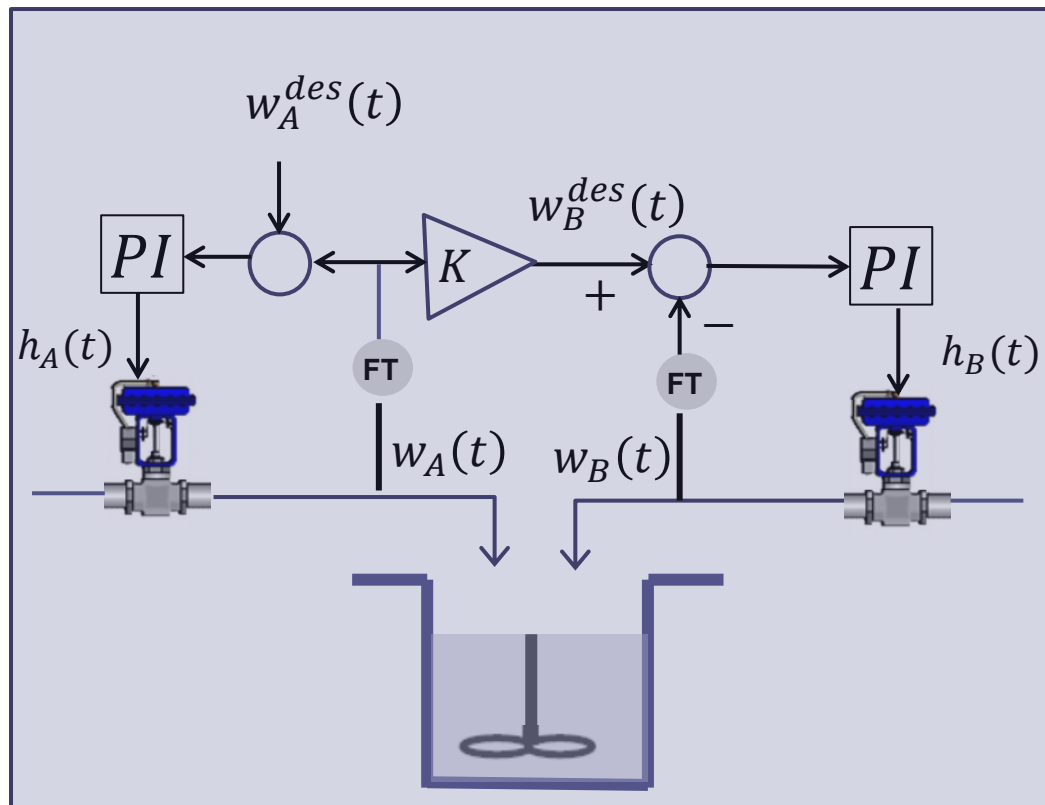 w_A^{des}(t)
w_B^{des}(t)
PI
K
PI
+
−
h_A(t)
FT
FT
h_B(t)
w_A(t)
w_B(t)